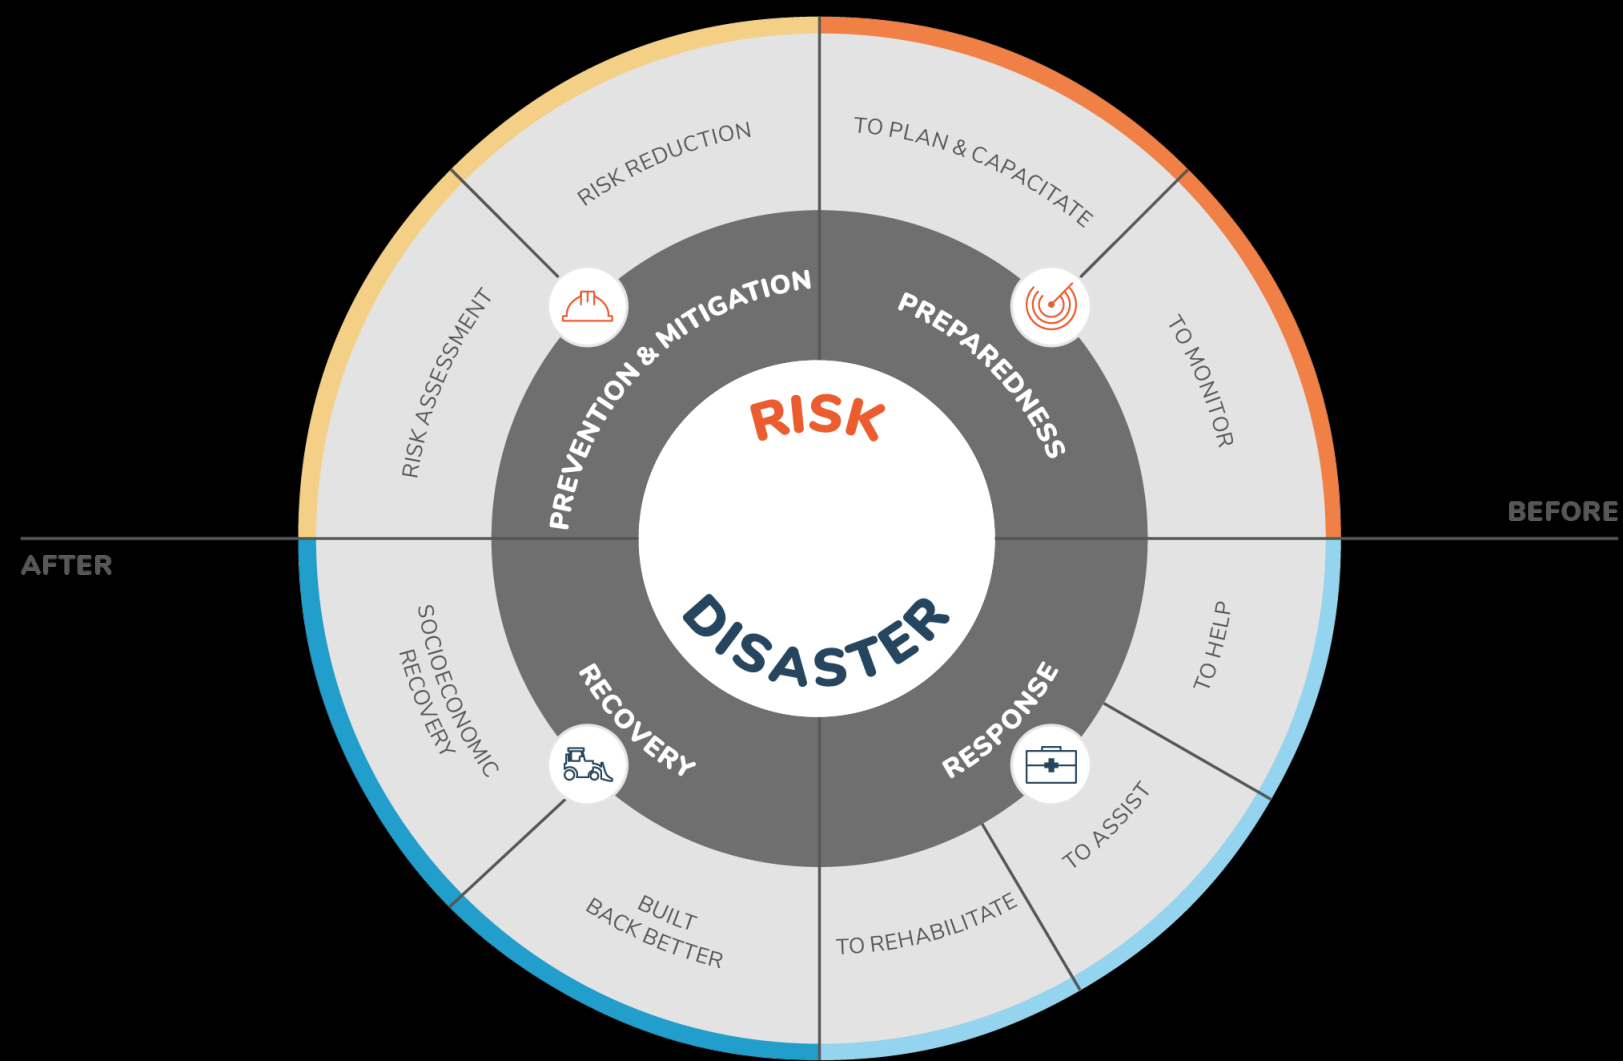 RISK REDUCTION
TO PLAN & CAPACITATE
RISK ASSESSMENT
TO MONITOR
PREVENTION & MITIGATION
PREPAREDNESS
RISK
BEFORE
AFTER
DISASTER
SOCIOECONOMIC
RECOVERY
TO HELP
RECOVERY
RESPONSE
TO ASSIST
BUILT
BACK BETTER
TO REHABILITATE